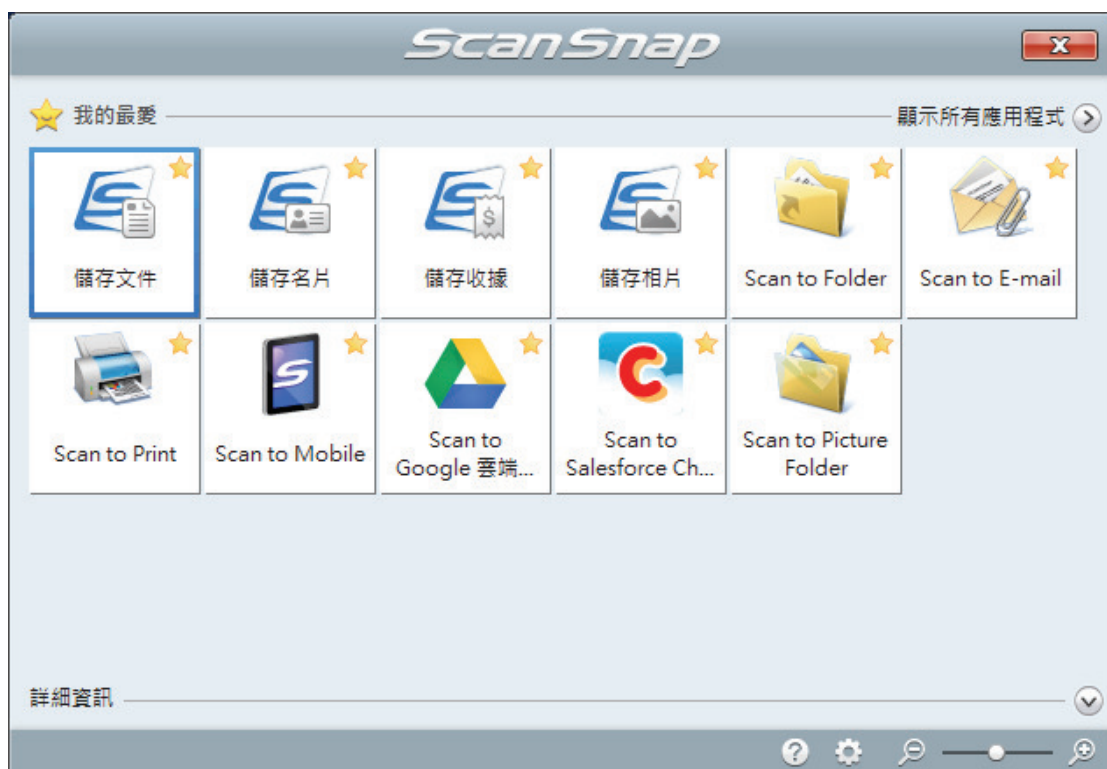 ScanSnap
我的最愛
顯示所有應用程式
儲存文件
儲存名片
儲存收據
儲存相片
Scan to Folder
Scan to E-mail
Scan to Print
Scan to Mobile
Scan to
Google 雲端...
Scan to
Salesforce Ch...
Scan to Picture
Folder
詳細資訊